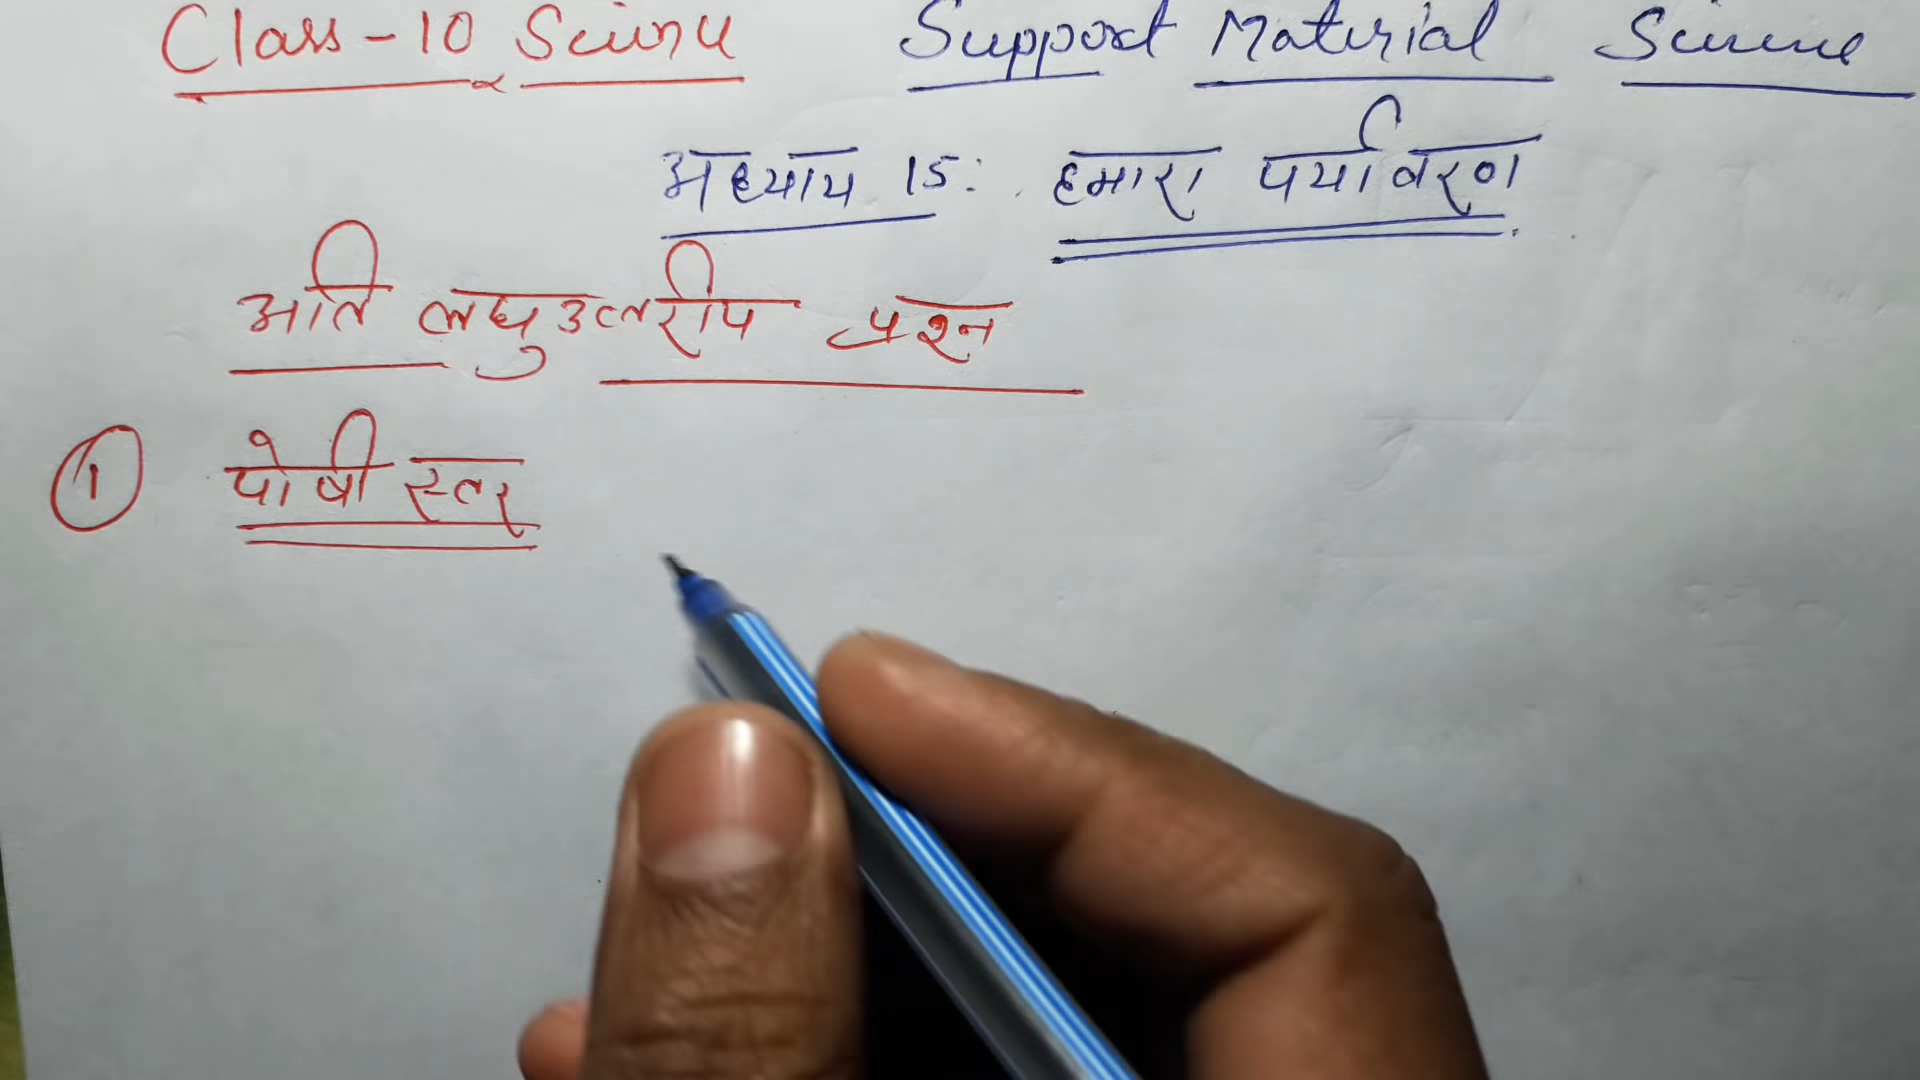 Class-10 Science Support Material Science
अध्याय 15: हमारा पर्यावरण
अति लघुउत्तरीय प्रश्न
① पोषी स्तर